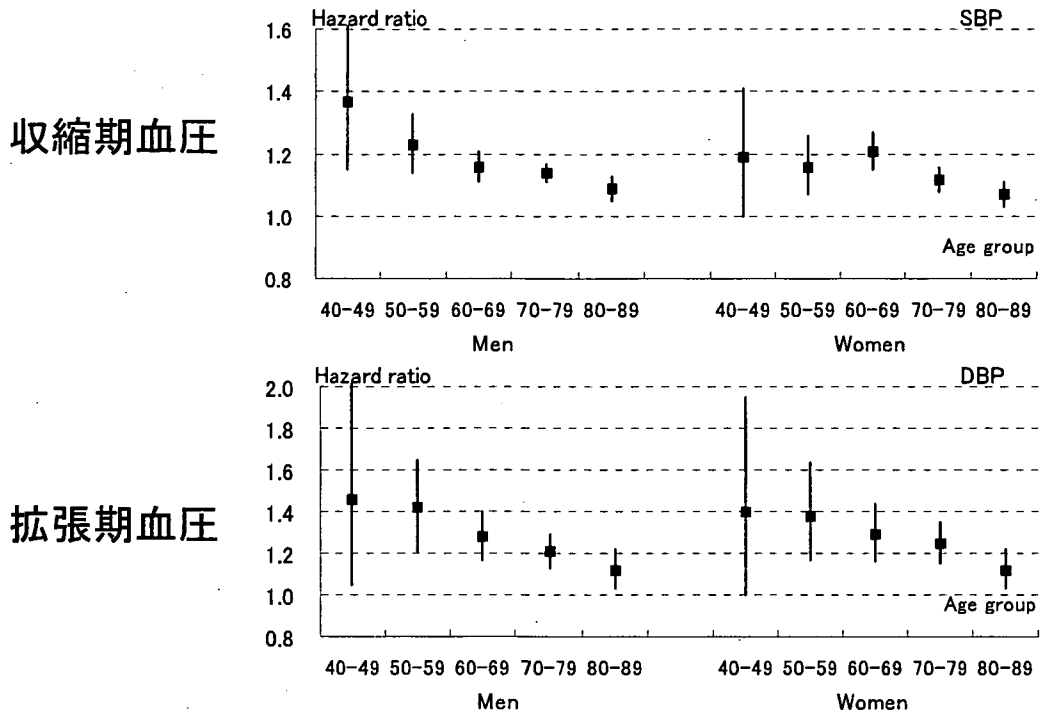 Hazard ratio SBP
1.6
1.4
収縮期血圧
1.2
1.0
Age group
0.8
40-49 50-59 60-69 70-79 80-89 40-49 50-59 60-69 70-79 80-89
Men Women
Hazard ratio DBP
2.0
1.8
1.6
拡張期血圧
1.4
1.2
1.0
Age group
0.8
40-49 50-59 60-69 70-79 80-89 40-49 50-59 60-69 70-79 80-89
Men Women